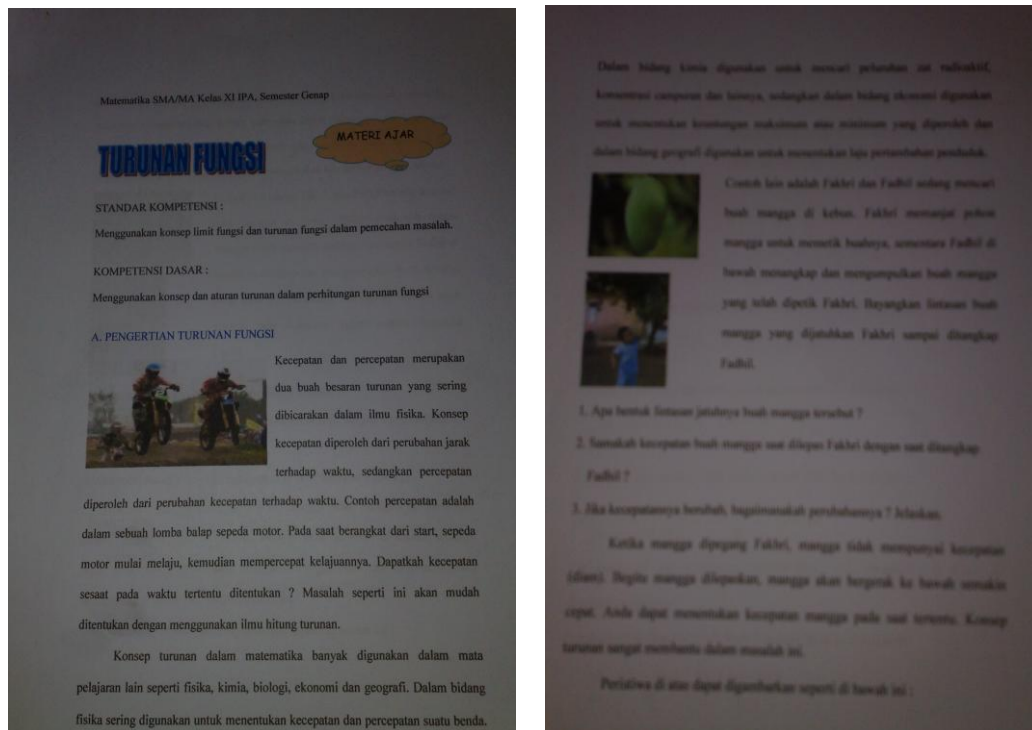 Matematika SMA/MA Kelas XI IPA, Semester Genap
MATERI AJAR
TURUNAN FUNGSI
STANDAR KOMPETENSI :
Menggunakan konsep limit fungsi dan turunan fungsi dalam pemecahan masalah.
KOMPETENSI DASAR :
Menggunakan konsep dan aturan turunan dalam perhitungan turunan fungsi
A. PENGERTIAN TURUNAN FUNGSI
Kecepatan dan percepatan merupakan
dua buah besaran turunan yang sering
dibicarakan dalam ilmu fisika. Konsep
kecepatan diperoleh dari perubahan jarak
terhadap waktu, sedangkan percepatan
diperoleh dari perubahan kecepatan terhadap waktu. Contoh percepatan adalah
dalam sebuah lomba balap sepeda motor. Pada saat berangkat dari start, sepeda
motor mulai melaju, kemudian mempercepat kelajuannya. Dapatkah kecepatan
sesaat pada waktu tertentu ditentukan ? Masalah seperti ini akan mudah
ditentukan dengan menggunakan ilmu hitung turunan.
Konsep turunan dalam matematika banyak digunakan dalam mata
pelajaran lain seperti fisika, kimia, biologi, ekonomi dan geografi. Dalam bidang
fisika sering digunakan untuk menentukan kecepatan dan percepatan suatu benda.
Dalam bidang kimia digunakan untuk mencari peluruhan zat radioaktif,
konsentrasi campuran dan lainnya, sedangkan dalam bidang ekonomi digunakan
untuk menentukan keuntungan maksimum atau minimum yang diperoleh dan
dalam bidang geografi digunakan untuk menentukan laju pertambahan penduduk.
Contoh lain adalah Fakhri dan Fadhil sedang mencari
buah mangga di kebun. Fakhri memanjat pohon
mangga untuk memetik buahnya, sementara Fadhil di
bawah menangkap dan mengumpulkan buah mangga
yang telah dipetik Fakhri. Bayangkan lintasan buah
mangga yang dijatuhkan Fakhri sampai ditangkap
Fadhil.
1. Apa bentuk lintasan jatuhnya buah mangga tersebut ?
2. Samakah kecepatan buah mangga saat dilepas Fakhri dengan saat ditangkap
Fadhil ?
3. Jika kecepatannya berubah, bagaimanakah perubahannya ? Jelaskan.
Ketika mangga dipegang Fakhri, mangga tidak mempunyai kecepatan
(diam). Begitu mangga dilepaskan, mangga akan bergerak ke bawah semakin
cepat. Anda dapat menentukan kecepatan mangga pada saat tertentu. Konsep
turunan sangat membantu dalam masalah ini.
Peristiwa di atas dapat digambarkan seperti di bawah ini :